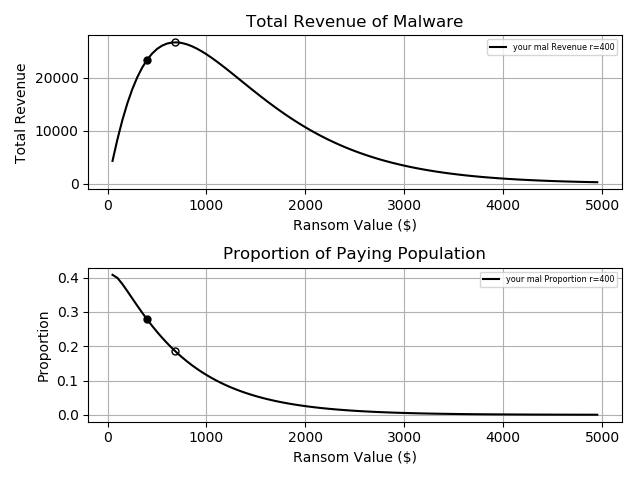 Total Revenue of Malware
your mal Revenue r=400
Total Revenue
20000
10000
0
0 1000 2000 3000 4000 5000
Ransom Value ($)
Proportion of Paying Population
your mal Proportion r=400
Proportion
0.4
0.3
0.2
0.1
0.0
0 1000 2000 3000 4000 5000
Ransom Value ($)